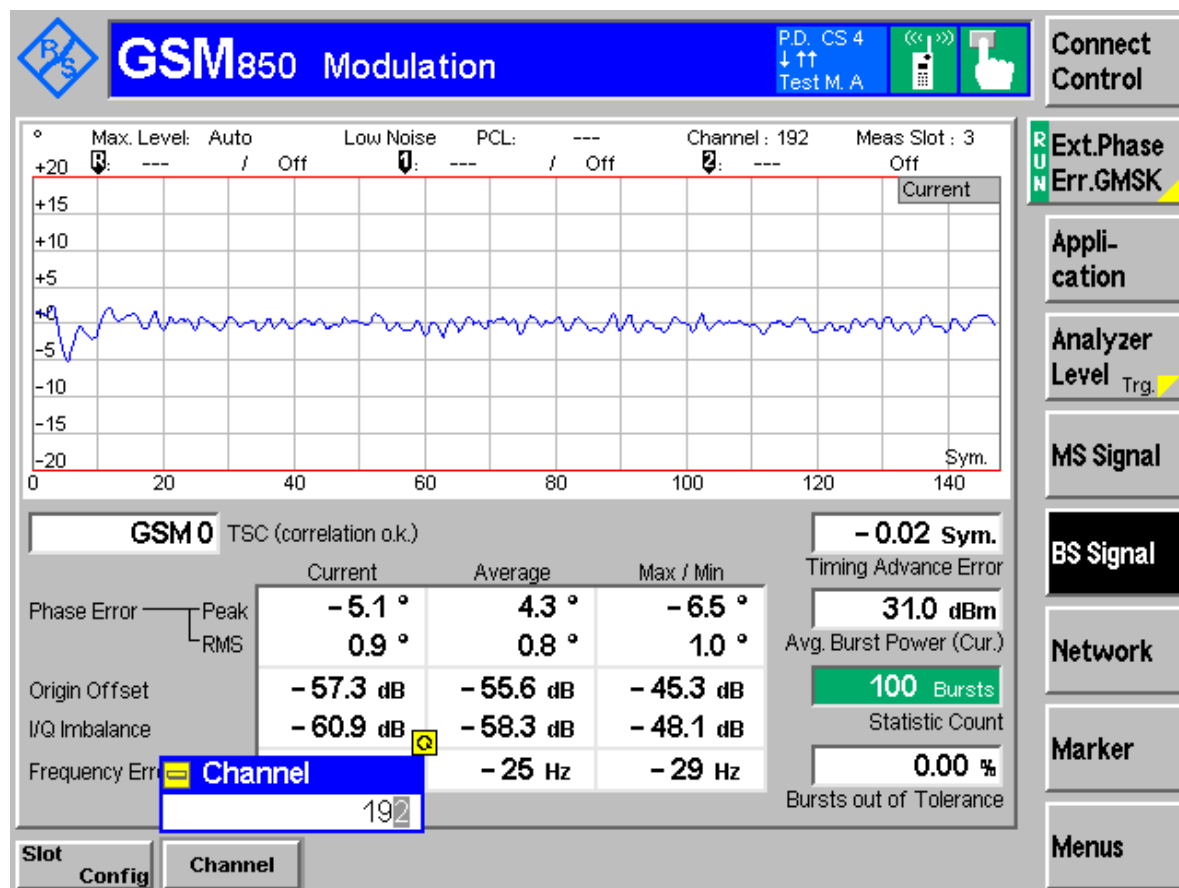 R/S
GSM850 Modulation
P.D. CS 4
↓ ↑↑
Test M. A
Connect
Control
Max. Level: Auto Low Noise PCL: --- Channel : 192 Meas Slot : 3
R: --- / Off 1: --- / Off 2: --- Off
°
+20
+15
+10
+5
+0
-5
-10
-15
-20
Current
Sym.
0 20 40 60 80 100 120 140
RUN
Ext.Phase
Err.GMSK
Appli-
cation
Analyzer
Level Trg.
MS Signal
BS Signal
Network
Marker
Menus
GSM 0 TSC (correlation o.k.)
Current Average Max / Min
Phase Error Peak -5.1 ° 4.3 ° -6.5 °
RMS 0.9 ° 0.8 ° 1.0 °
Origin Offset -57.3 dB -55.6 dB -45.3 dB
I/Q Imbalance -60.9 dB -58.3 dB -48.1 dB
Frequency Err -25 Hz -29 Hz
-0.02 Sym.
Timing Advance Error
31.0 dBm
Avg. Burst Power (Cur.)
100 Bursts
Statistic Count
0.00 %
Bursts out of Tolerance
Channel
192
Slot
Config
Channel